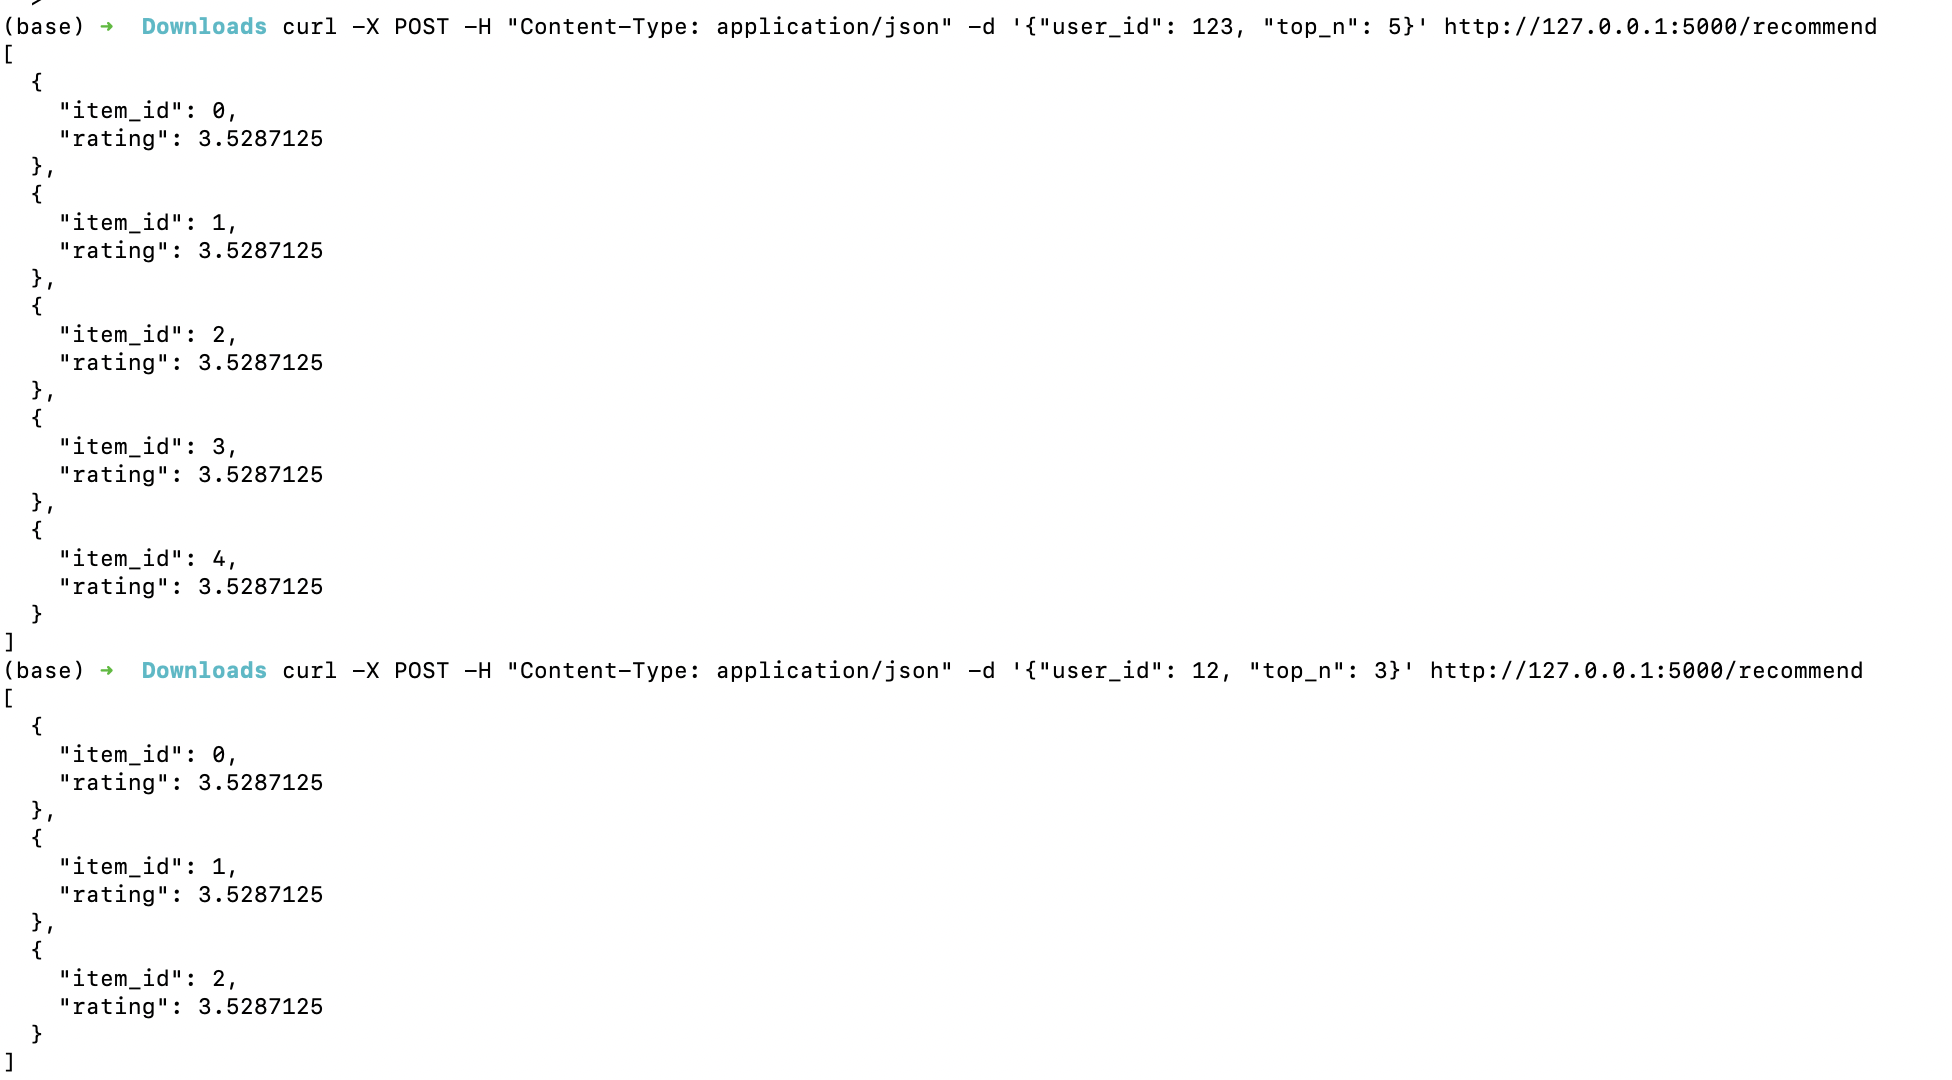 (base) ➜  Downloads curl -X POST -H "Content-Type: application/json" -d '{"user_id": 123, "top_n": 5}' http://127.0.0.1:5000/recommend
[
  {
    "item_id": 0,
    "rating": 3.5287125
  },
  {
    "item_id": 1,
    "rating": 3.5287125
  },
  {
    "item_id": 2,
    "rating": 3.5287125
  },
  {
    "item_id": 3,
    "rating": 3.5287125
  },
  {
    "item_id": 4,
    "rating": 3.5287125
  }
]
(base) ➜  Downloads curl -X POST -H "Content-Type: application/json" -d '{"user_id": 12, "top_n": 3}' http://127.0.0.1:5000/recommend
[
  {
    "item_id": 0,
    "rating": 3.5287125
  },
  {
    "item_id": 1,
    "rating": 3.5287125
  },
  {
    "item_id": 2,
    "rating": 3.5287125
  }
]